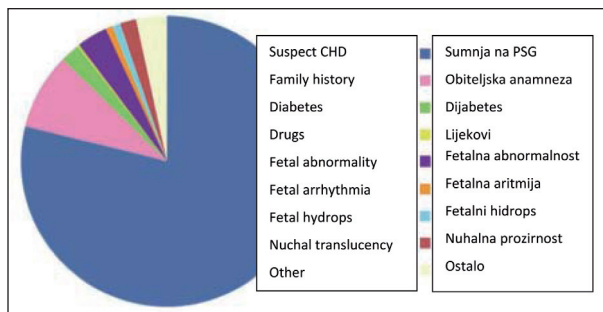 Suspect CHD
Family history
Diabetes
Drugs
Fetal abnormality
Fetal arrhythmia
Fetal hydrops
Nuchal translucency
Other
Sumnja na PSG
Obiteljska anamneza
Dijabetes
Lijekovi
Fetalna abnormalnost
Fetalna aritmija
Fetalni hidrops
Nuhalna prozirnost
Ostalo